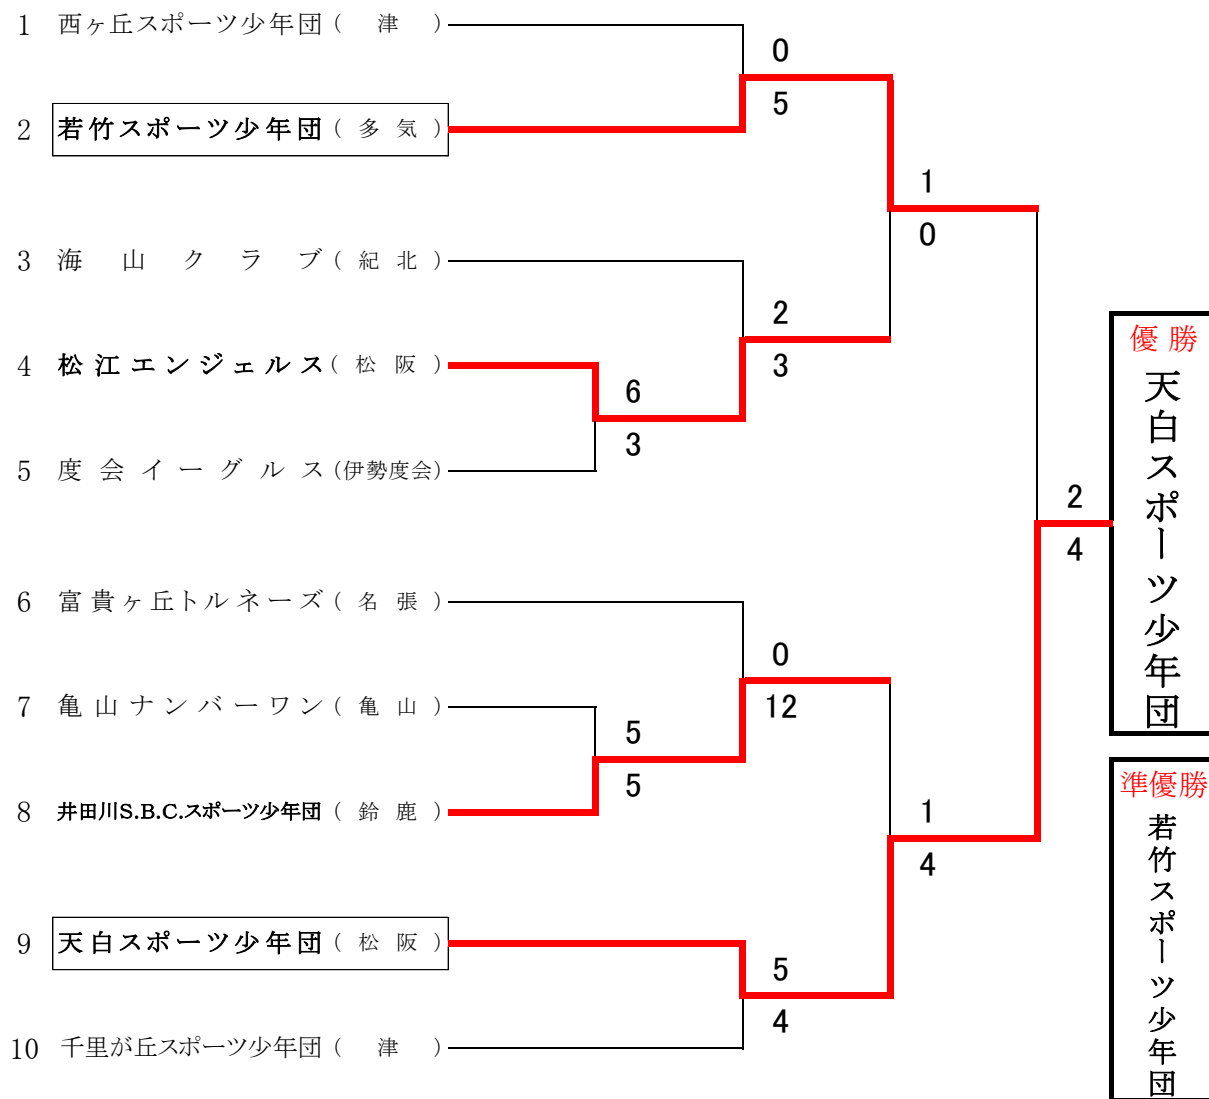 1 西ヶ丘スポーツ少年団 ( 津 )
0
5
2 若竹スポーツ少年団 ( 多気 )
1
0
3 海山クラブ ( 紀北 )
2
3
4 松江エンジェルス ( 松阪 )
6
3
5 度会イーグルス (伊勢度会)
2
4
6 富貴ヶ丘トルネーズ ( 名張 )
0
12
7 亀山ナンバーワン ( 亀山 )
5
5
8 井田川S.B.C.スポーツ少年団 ( 鈴鹿 )
1
4
9 天白スポーツ少年団 ( 松阪 )
5
4
10 千里が丘スポーツ少年団 ( 津 )
優勝
天白スポーツ少年団
準優勝
若竹スポーツ少年団